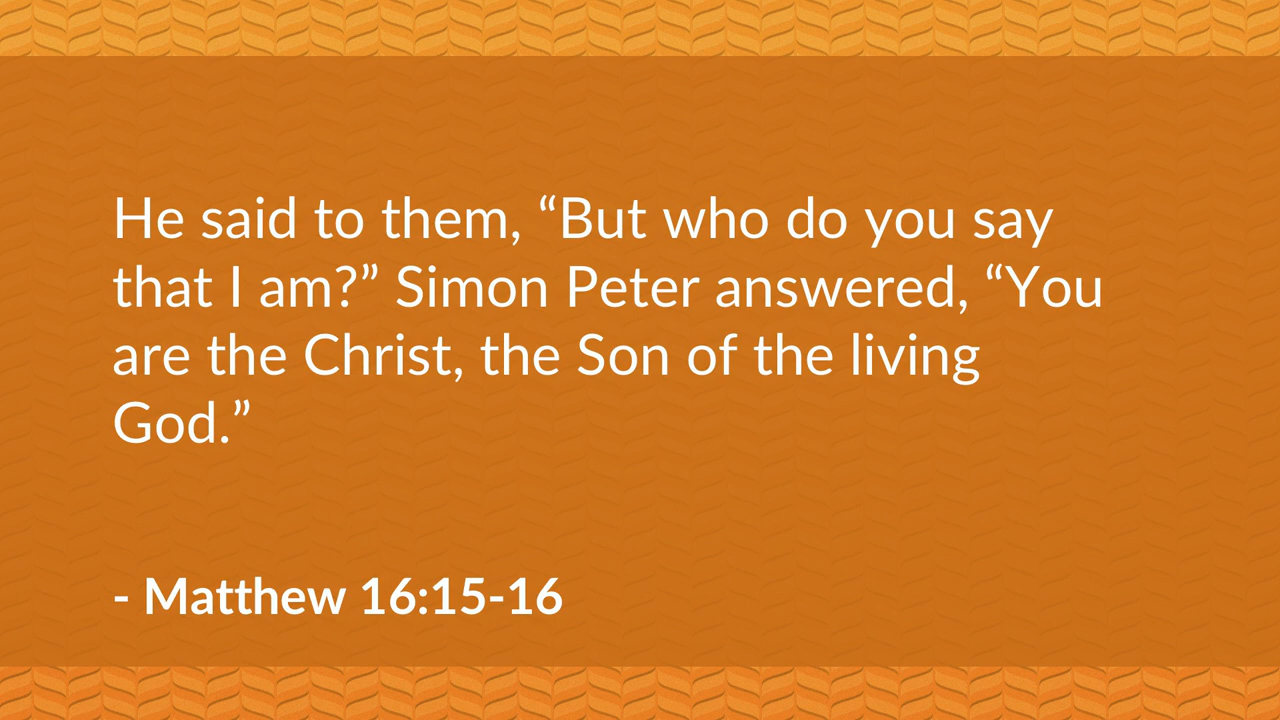 He said to them, “But who do you say
that I am?” Simon Peter answered, “You
are the Christ, the Son of the living
God.”
- Matthew 16:15-16